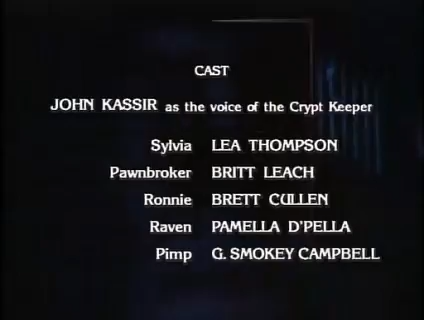 CAST
JOHN KASSIR as the voice of the Crypt Keeper
Sylvia LEA THOMPSON
Pawnbroker BRITT LEACH
Ronnie BRETT CULLEN
Raven PAMELLA D'PELLA
Pimp G. SMOKEY CAMPBELL